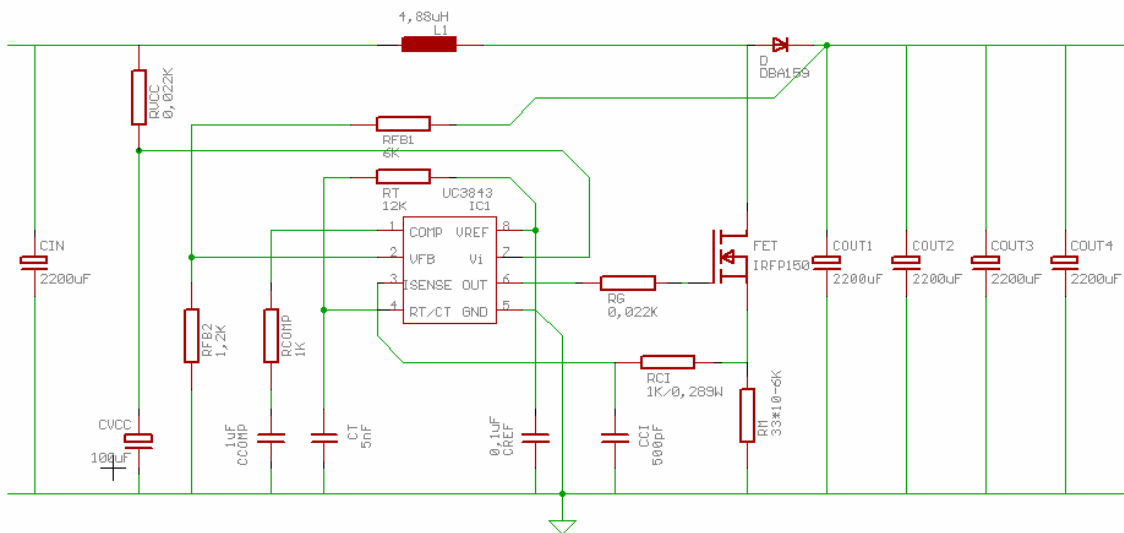 4,88uH
L1
D
DBA159
RVCC
0,022K
RFB1
6K
RT
12K
UC3843
IC1
1 COMP VREF 8
2 VFB Vi 7
3 ISENSE OUT 6
4 RT/CT GND 5
FET
IRFP150
CIN
2200uF
COUT1
2200uF
COUT2
2200uF
COUT3
2200uF
COUT4
2200uF
RG
0,022K
RFB2
1,2K
RCOMP
1K
RCI
1K/0,289W
RM
33*10-6K
CVCC
100uF
1uF
CCOMP
CT
5nF
0,1uF
CREF
CCI
500pF